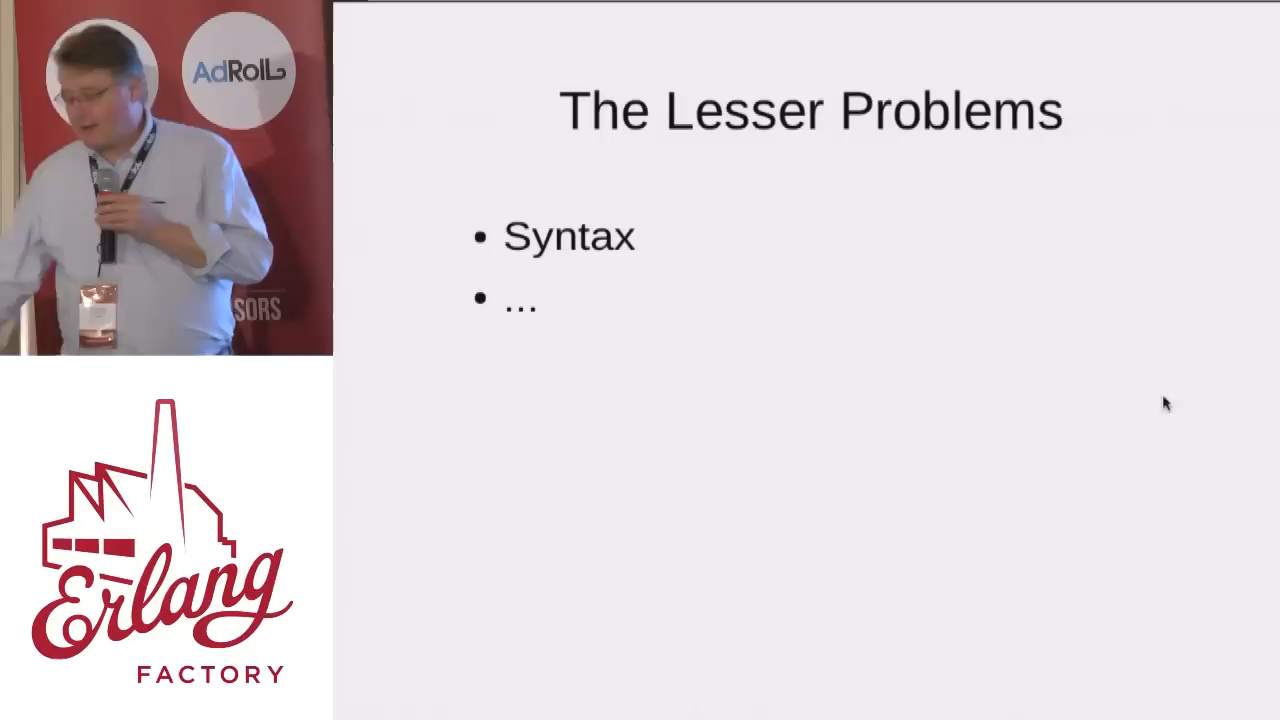 AdRoll
SORS
The Lesser Problems
• Syntax
• ...
Erlang
FACTORY